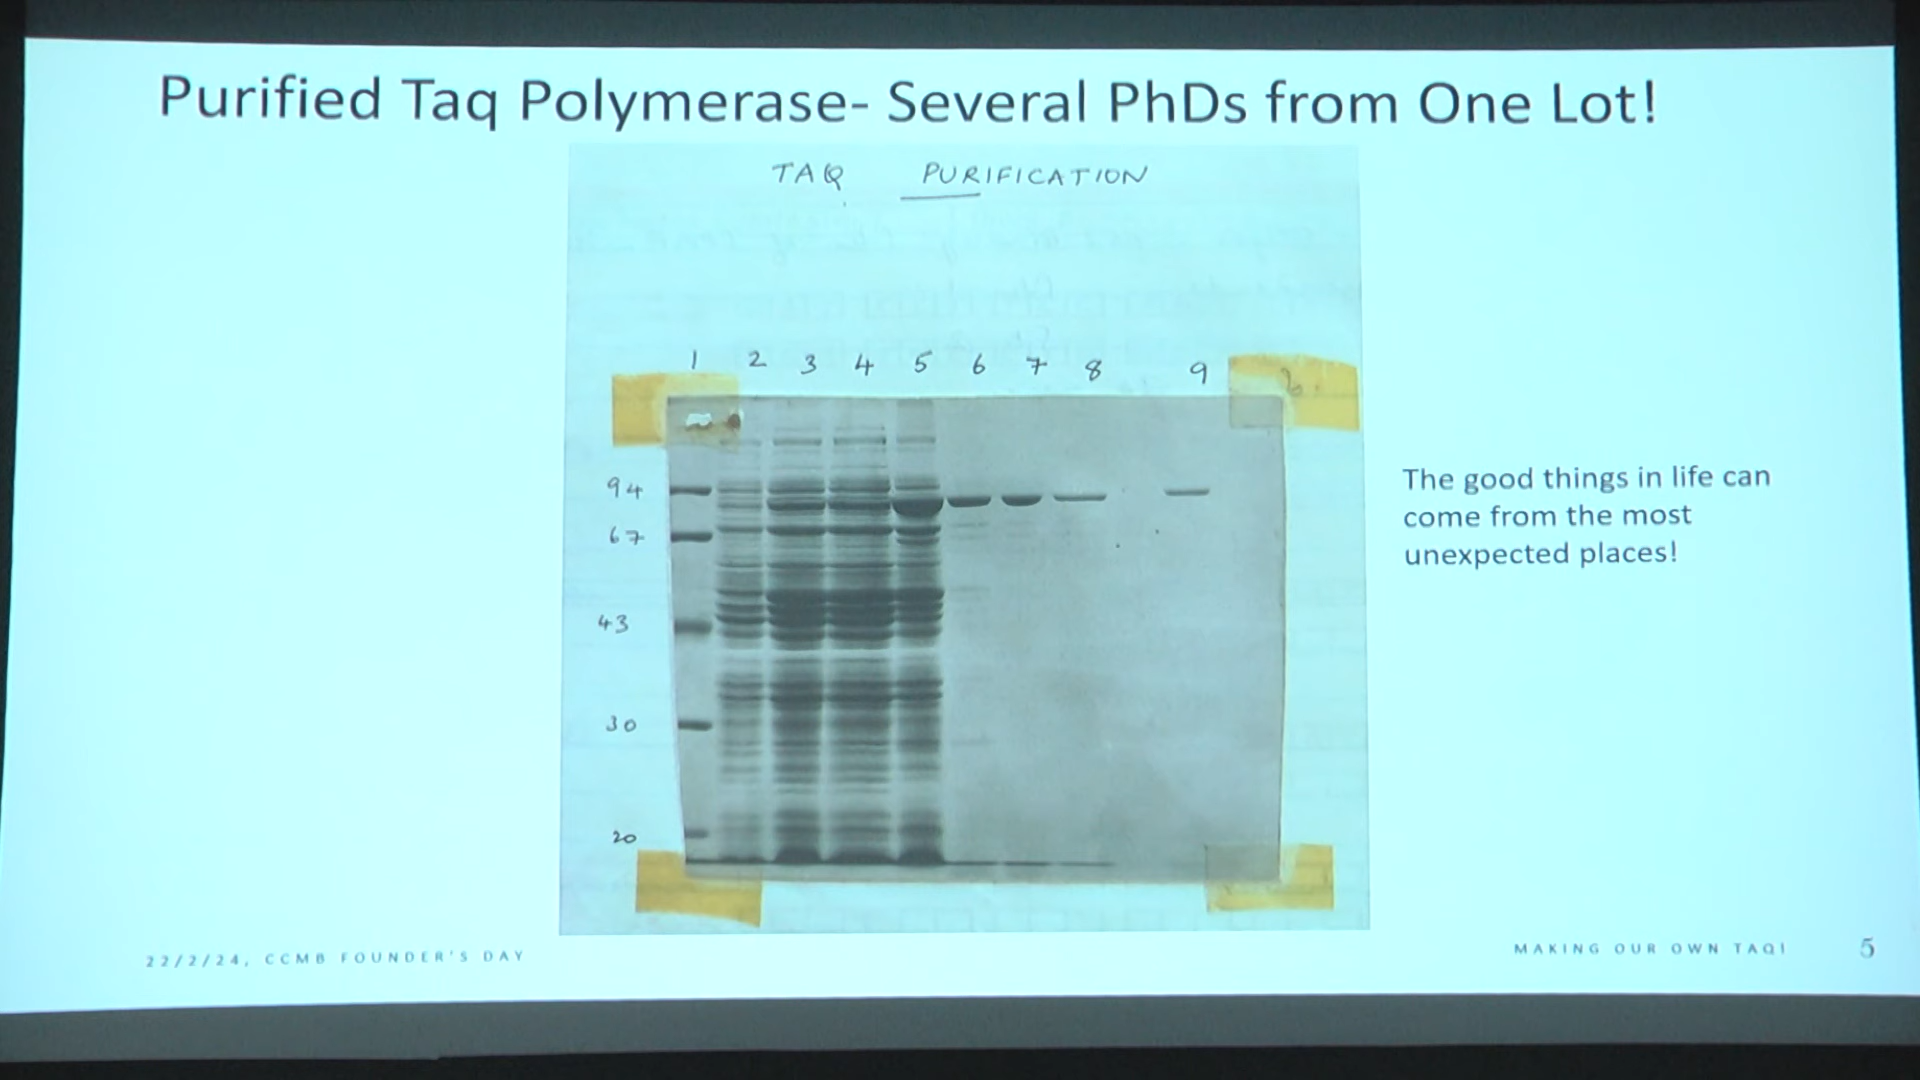 Purified Taq Polymerase- Several PhDs from One Lot!
TAQ PURIFICATION
1 2 3 4 5 6 7 8 9
94
67
43
30
20
The good things in life can
come from the most
unexpected places!
22/2/24, CCMB FOUNDER'S DAY
MAKING OUR OWN TAQ!
5